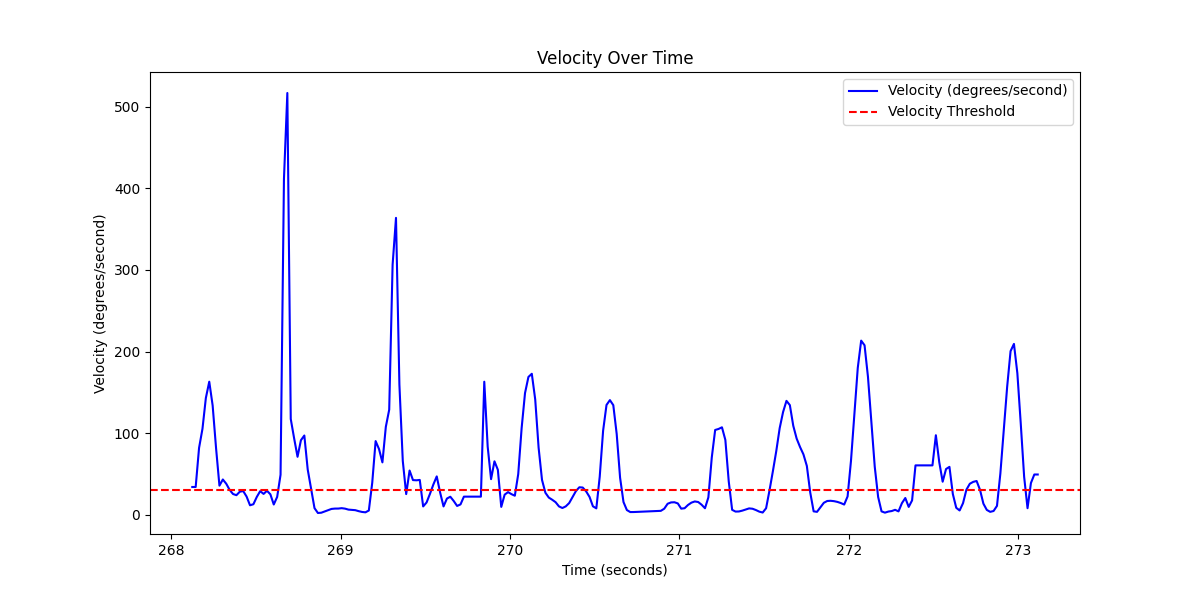 Velocity Over Time
Velocity (degrees/second)
Velocity Threshold
500
400
300
200
100
0
Velocity (degrees/second)
268 269 270 271 272 273
Time (seconds)